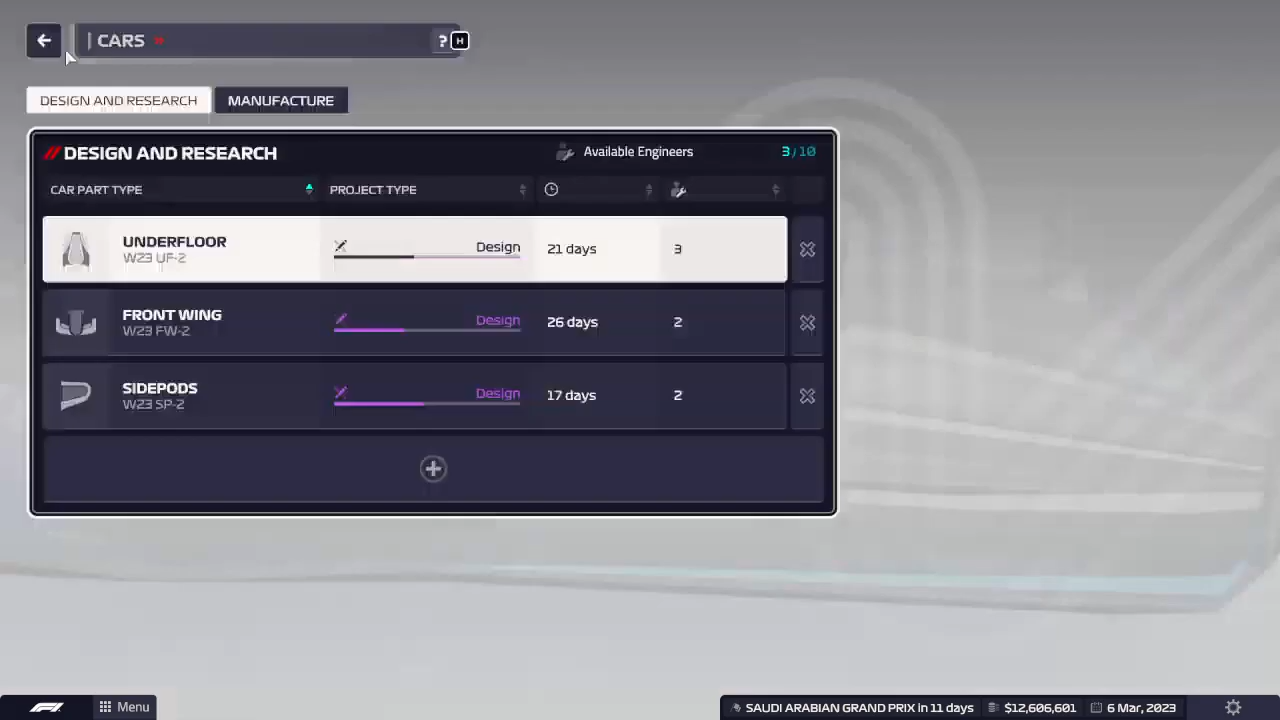 CARS
? H
DESIGN AND RESEARCH
MANUFACTURE
DESIGN AND RESEARCH
Available Engineers
3/10
CAR PART TYPE
PROJECT TYPE
UNDERFLOOR
W23 UF-2
Design
21 days
3
FRONT WING
W23 FW-2
Design
26 days
2
SIDEPODS
W23 SP-2
Design
17 days
2
Menu
SAUDI ARABIAN GRAND PRIX in 11 days
$12,606,601
6 Mar, 2023